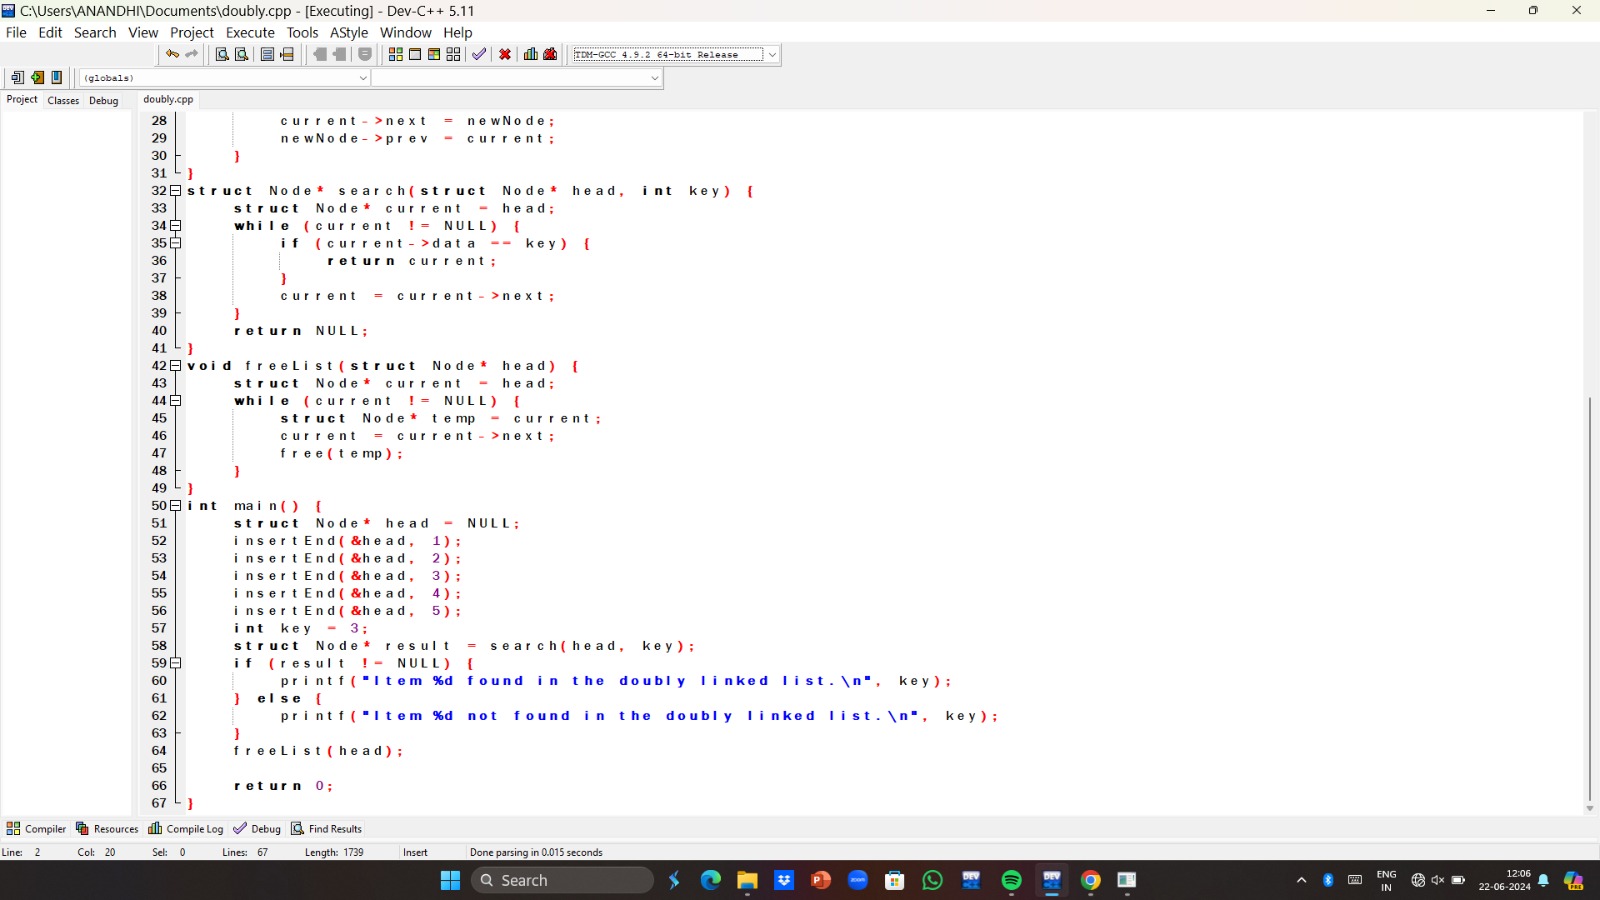 C:\Users\ANANDHI\Documents\doubly.cpp - [Executing] - Dev-C++ 5.11
File Edit Search View Project Execute Tools AStyle Window Help
TDM-GCC 4.9.2 64-bit Release
(globals)
Project Classes Debug doubly.cpp
28 current->next = newNode;
29 newNode->prev = current;
30 }
31 }
32 struct Node* search(struct Node* head, int key) {
33 struct Node* current = head;
34 while (current != NULL) {
35 if (current->data == key) {
36 return current;
37 }
38 current = current->next;
39 }
40 return NULL;
41 }
42 void freeList(struct Node* head) {
43 struct Node* current = head;
44 while (current != NULL) {
45 struct Node* temp = current;
46 current = current->next;
47 free(temp);
48 }
49 }
50 int main() {
51 struct Node* head = NULL;
52 insertEnd(&head, 1);
53 insertEnd(&head, 2);
54 insertEnd(&head, 3);
55 insertEnd(&head, 4);
56 insertEnd(&head, 5);
57 int key = 3;
58 struct Node* result = search(head, key);
59 if (result != NULL) {
60 printf("Item %d found in the doubly linked list.\n", key);
61 } else {
62 printf("Item %d not found in the doubly linked list.\n", key);
63 }
64 freeList(head);
65
66 return 0;
67 }
Compiler Resources Compile Log Debug Find Results
Line: 2 Col: 20 Sel: 0 Lines: 67 Length: 1739 Insert Done parsing in 0.015 seconds
Search
ENG
IN
12:06
22-06-2024